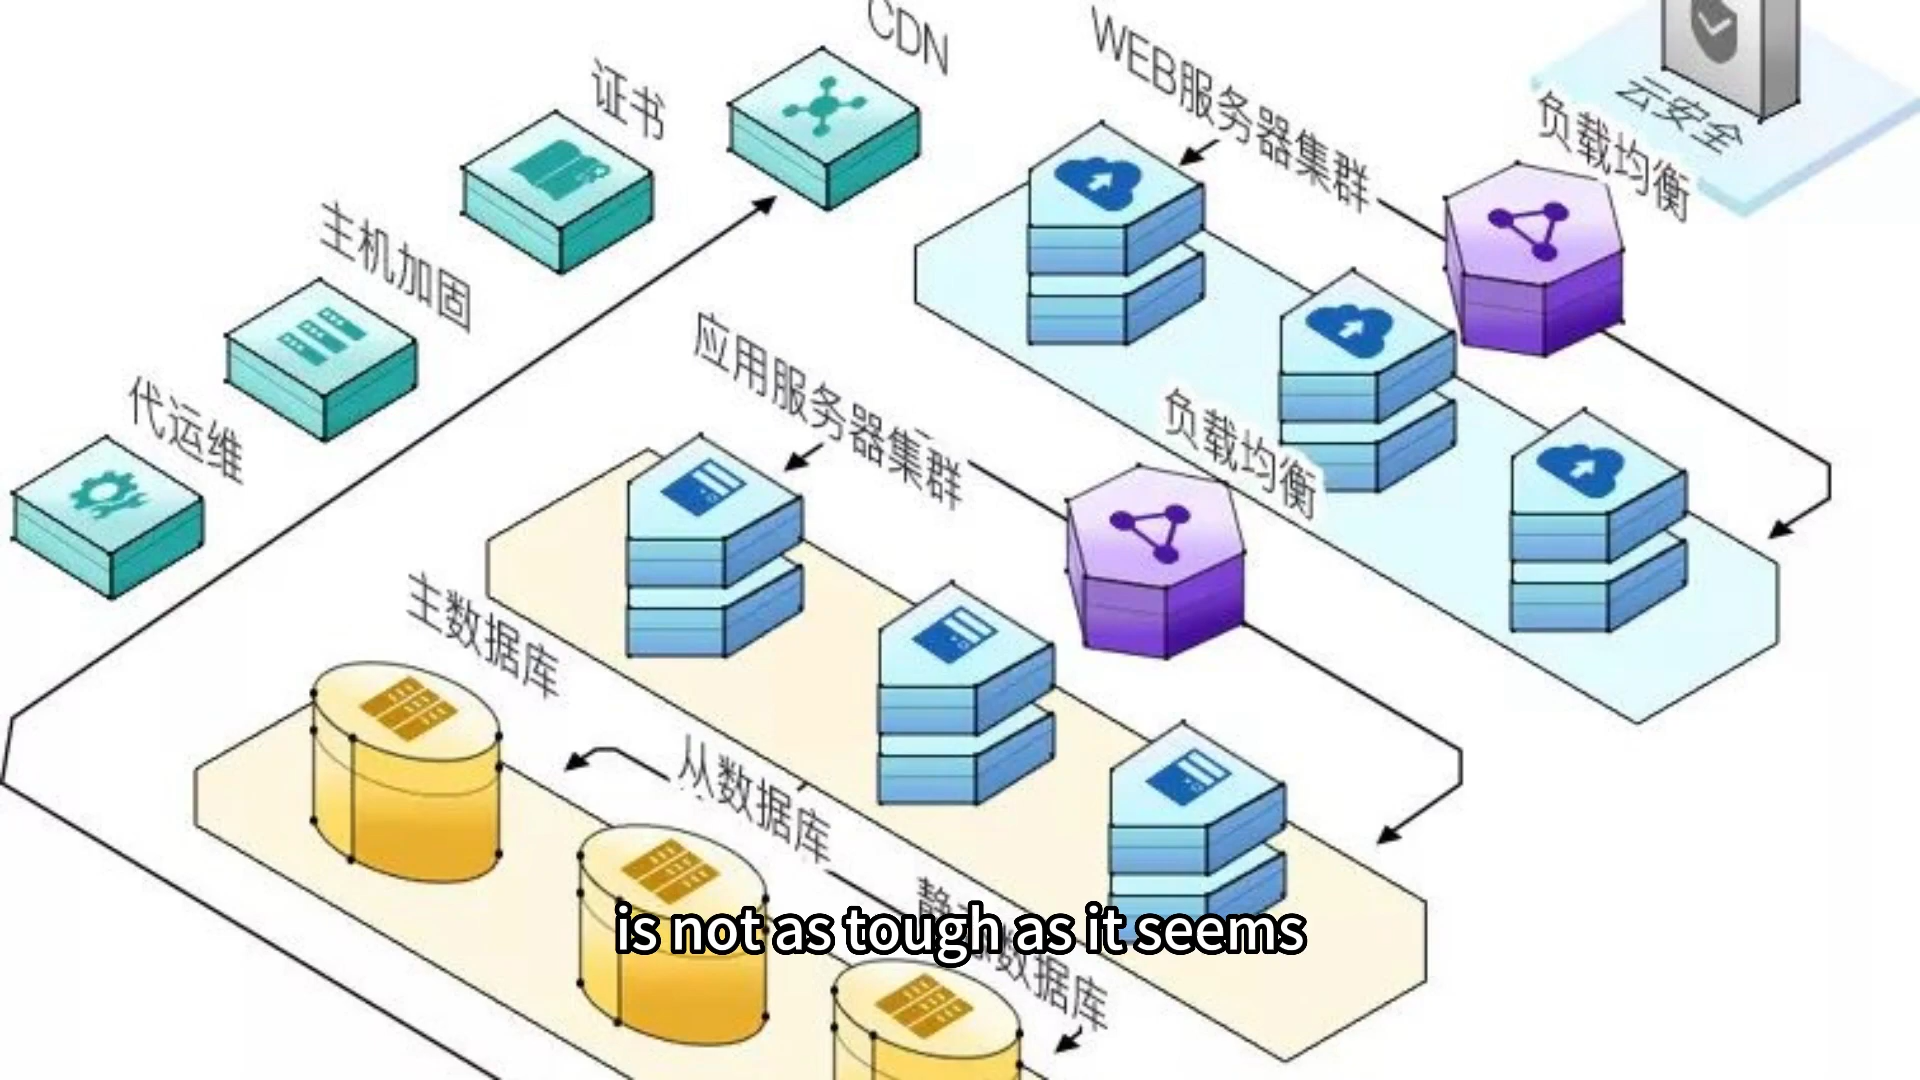 CDN
WEB服务器集群
云安全
负载均衡
证书
主机加固
代运维
应用服务器集群
负载均衡
主数据库
从数据库
数据库
is not as tough as it seems